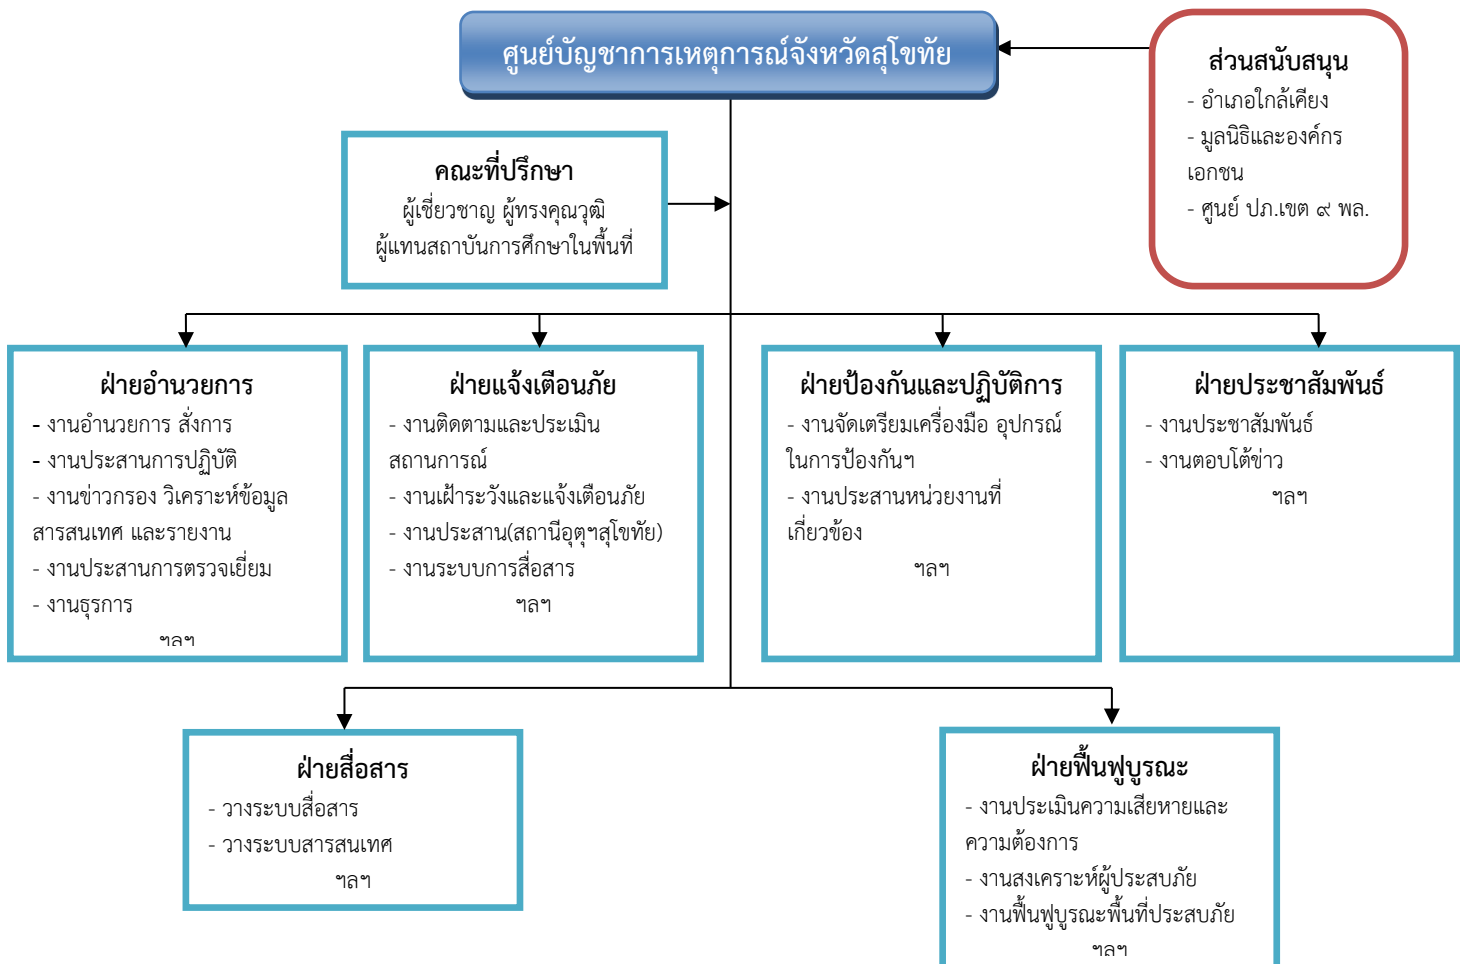 ศูนย์บัญชาการเหตุการณ์จังหวัดสุโขทัย
ส่วนสนับสนุน
- อำเภอใกล้เคียง
- มูลนิธิและองค์กร
เอกชน
- ศูนย์ ปภ.เขต ๙ พล.
คณะที่ปรึกษา
ผู้เชี่ยวชาญ ผู้ทรงคุณวุฒิ
ผู้แทนสถาบันการศึกษาในพื้นที่
ฝ่ายอำนวยการ
- งานอำนวยการ สั่งการ
- งานประสานการปฏิบัติ
- งานข่าวกรอง วิเคราะห์ข้อมูล
สารสนเทศ และรายงาน
- งานประสานการตรวจเยี่ยม
- งานธุรการ
ฯลฯ
ฝ่ายแจ้งเตือนภัย
- งานติดตามและประเมิน
สถานการณ์
- งานเฝ้าระวังและแจ้งเตือนภัย
- งานประสาน(สถานีอุตุฯสุโขทัย)
- งานระบบการสื่อสาร
ฯลฯ
ฝ่ายป้องกันและปฏิบัติการ
- งานจัดเตรียมเครื่องมือ อุปกรณ์
ในการป้องกันฯ
- งานประสานหน่วยงานที่
เกี่ยวข้อง
ฯลฯ
ฝ่ายประชาสัมพันธ์
- งานประชาสัมพันธ์
- งานตอบโต้ข่าว
ฯลฯ
ฝ่ายสื่อสาร
- วางระบบสื่อสาร
- วางระบบสารสนเทศ
ฯลฯ
ฝ่ายฟื้นฟูบูรณะ
- งานประเมินความเสียหายและ
ความต้องการ
- งานสงเคราะห์ผู้ประสบภัย
- งานฟื้นฟูบูรณะพื้นที่ประสบภัย
ฯลฯ